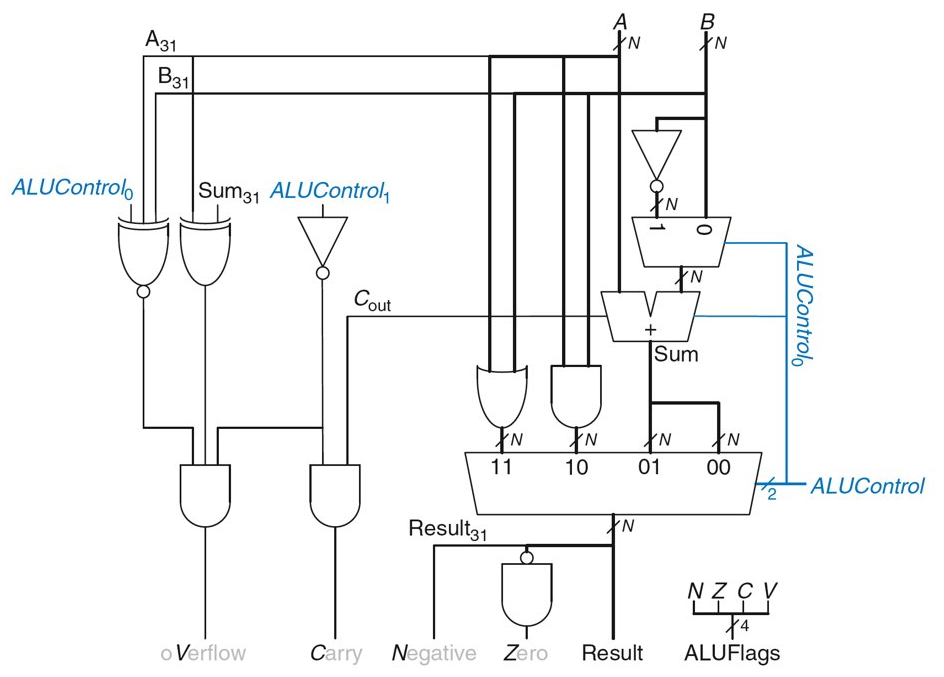 A B
A31 N N
B31
ALUControl0 Sum31 ALUControl1
N
1 0
N
ALUControl0
Cout
+
Sum
N N N N
11 10 01 00
2 ALUControl
Result31 N
N Z C V
4
oVerflow Carry Negative Zero Result ALUFlags